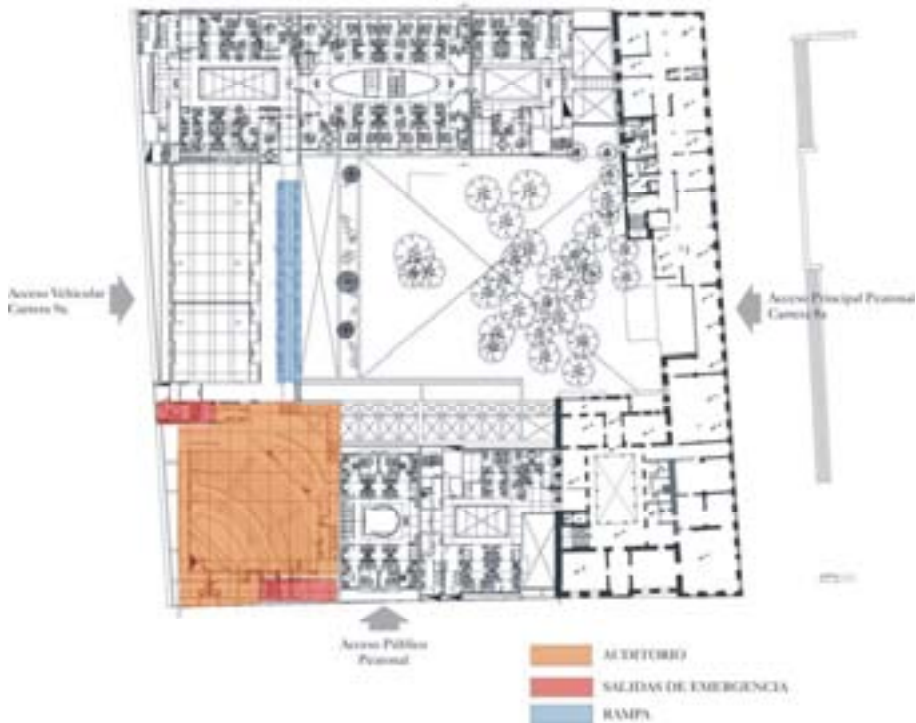 Acceso Vehicular
Carrera 9a
Acceso Principal Peatonal
Carrera 8a
Acceso Público
Peatonal
AUDITORIO
SALIDAS DE EMERGENCIA
RAMPA